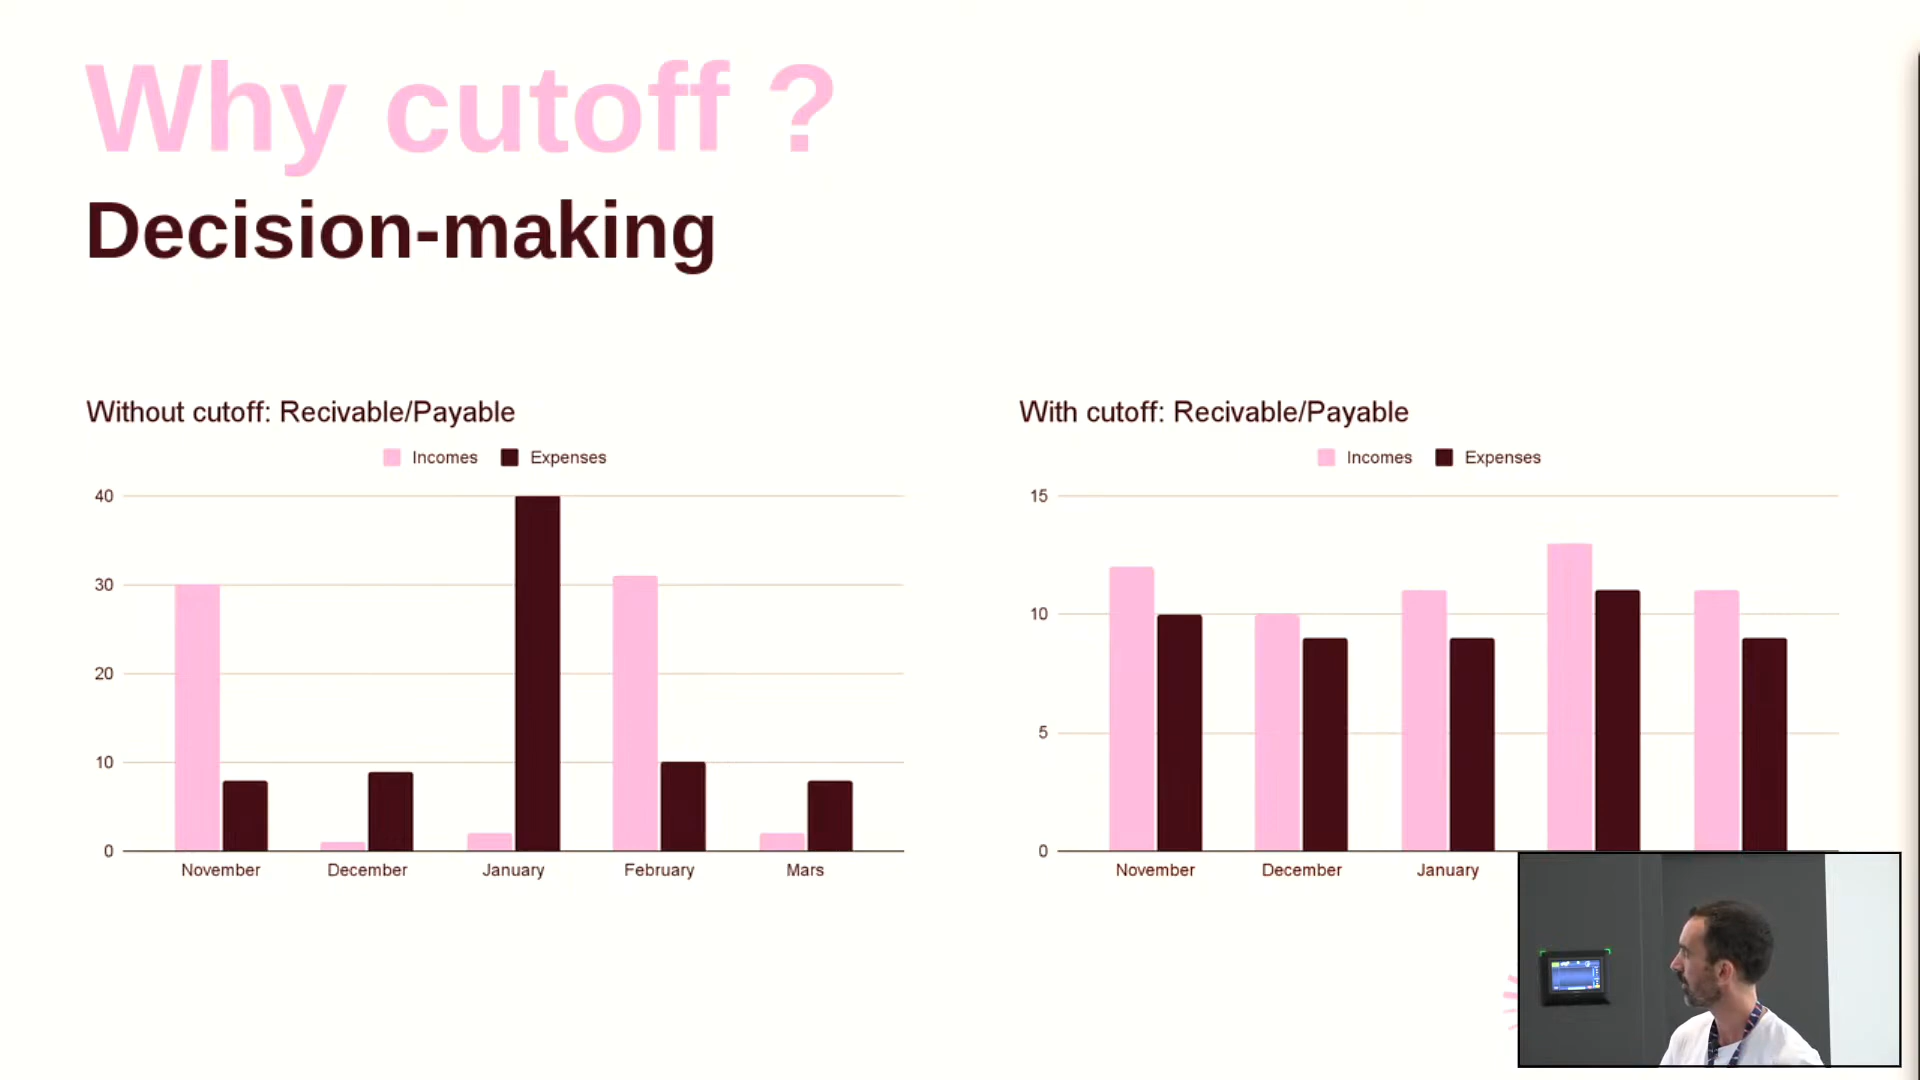 Why cutoff ?
Decision-making
Without cutoff: Recivable/Payable
Incomes Expenses
40
30
20
10
0
November December January February Mars
With cutoff: Recivable/Payable
Incomes Expenses
15
10
5
0
November December January